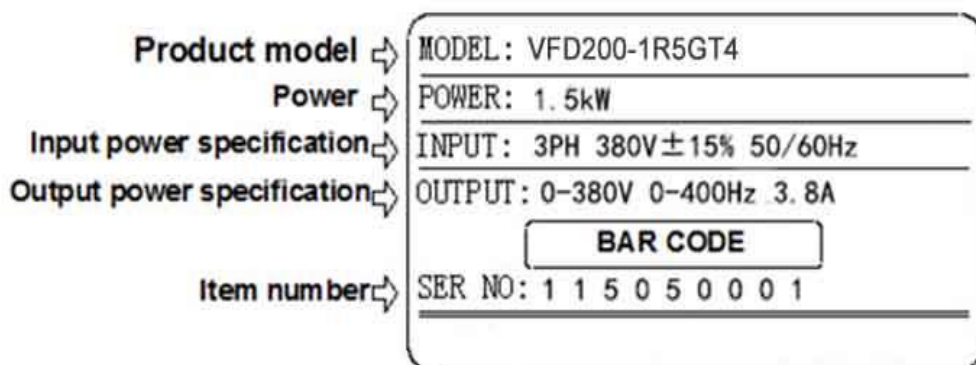 Product model MODEL: VFD200-1R5GT4
Power POWER: 1.5kW
Input power specification INPUT: 3PH 380V±15% 50/60Hz
Output power specification OUTPUT: 0-380V 0-400Hz 3.8A
BAR CODE
Item number SER NO: 1 1 5 0 5 0 0 0 1